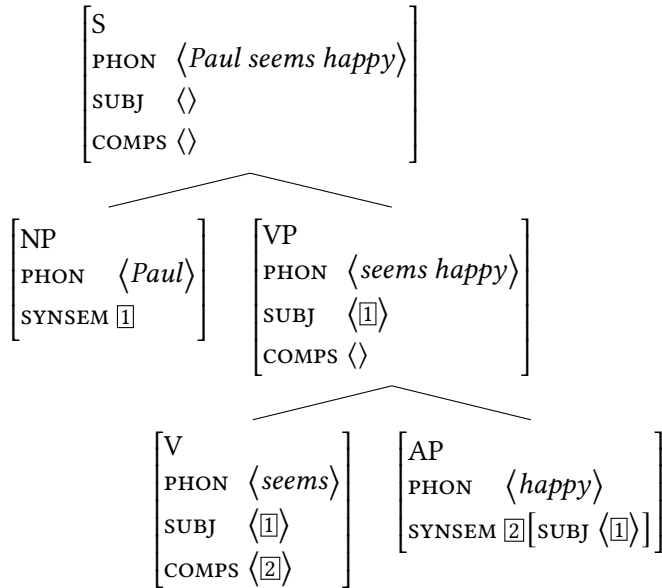 S
PHON ⟨Paul seems happy⟩
SUBJ ⟨⟩
COMPS ⟨⟩
NP
PHON ⟨Paul⟩
SYNSEM 1
VP
PHON ⟨seems happy⟩
SUBJ ⟨1⟩
COMPS ⟨⟩
V
PHON ⟨seems⟩
SUBJ ⟨1⟩
COMPS ⟨2⟩
AP
PHON ⟨happy⟩
SYNSEM 2[SUBJ ⟨1⟩]